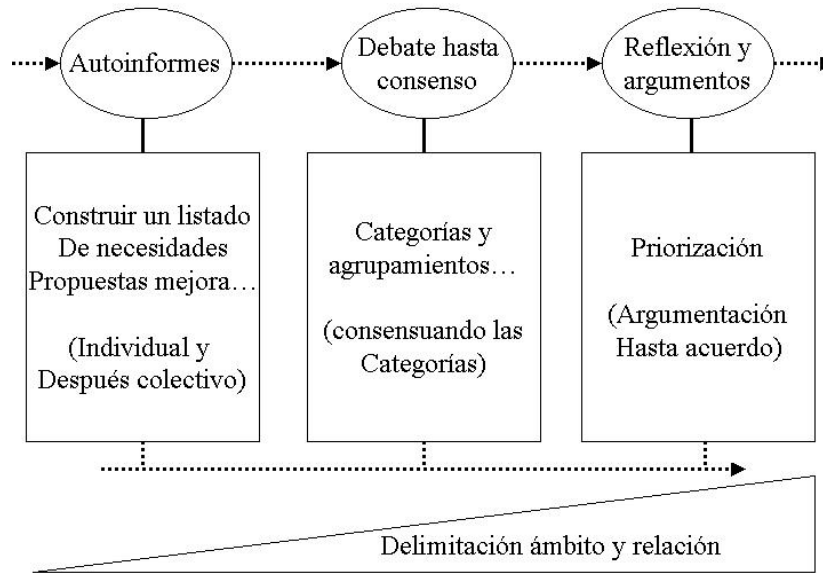 Autoinformes
Debate hasta
consenso
Reflexión y
argumentos
Construir un listado
De necesidades
Propuestas mejora…
(Individual y
Después colectivo)
Categorías y
agrupamientos…
(consensuando las
Categorías)
Priorización
(Argumentación
Hasta acuerdo)
Delimitación ámbito y relación